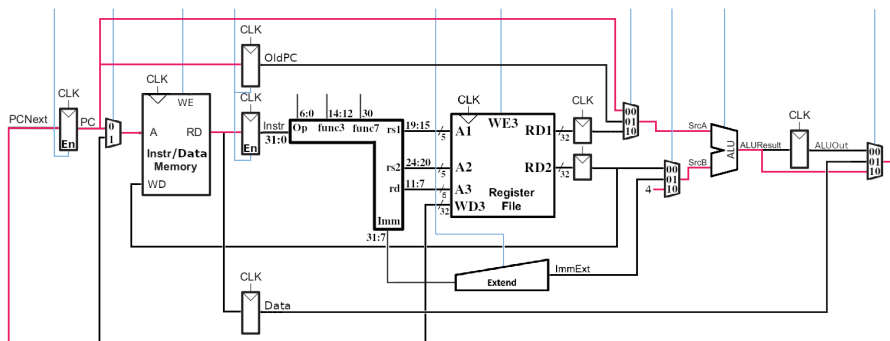 CLK
OldPC
CLK
PCNext
PC
En
0
1
CLK
WE
A
RD
Instr/Data
Memory
WD
CLK
Instr
31:0
En
6:0
14:12
30
Op
func3
func7
rs1
rs2
rd
Imm
31:7
19:15
24:20
11:7
5
5
5
32
CLK
WE3
A1
A2
A3
WD3
RD1
RD2
Register
File
32
32
CLK
CLK
00
01
10
SrcA
00
01
10
4
SrcB
ALU
ALUResult
CLK
ALUOut
00
01
10
Extend
ImmExt
CLK
Data